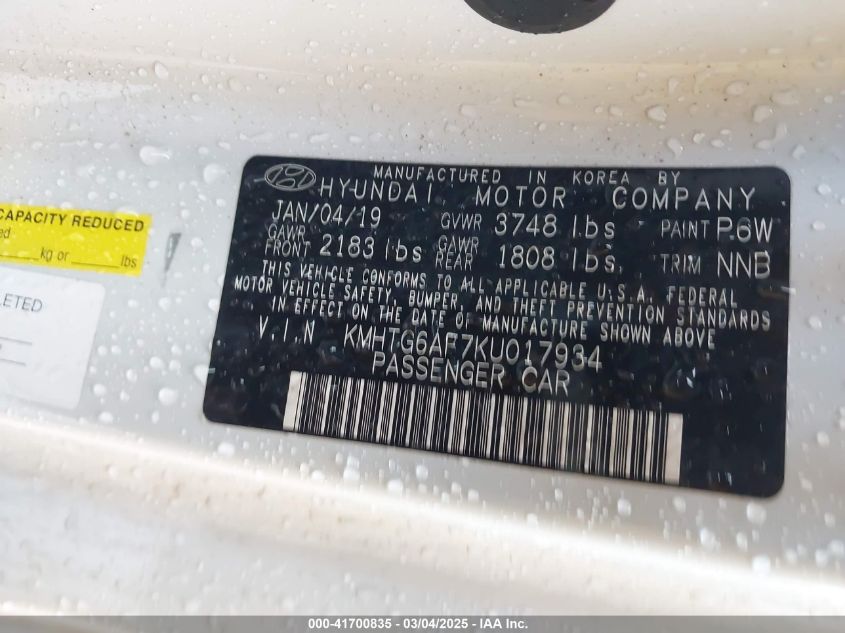 MANUFACTURED IN KOREA BY
HYUNDAI MOTOR COMPANY
JAN/04/19 GVWR 3748 lbs PAINT P6W
GAWR FRONT 2183 lbs GAWR REAR 1808 lbs. TRIM NNB
THIS VEHICLE CONFORMS TO ALL APPLICABLE U.S.A. FEDERAL
MOTOR VEHICLE SAFETY, BUMPER, AND THEFT PREVENTION STANDARDS
IN EFFECT ON THE DATE OF MANUFACTURE SHOWN ABOVE
V.I.N KMHTG6AF7KU017934
PASSENGER CAR
CAPACITY REDUCED
kg or lbs
000-41700835 - 03/04/2025 - IAA Inc.